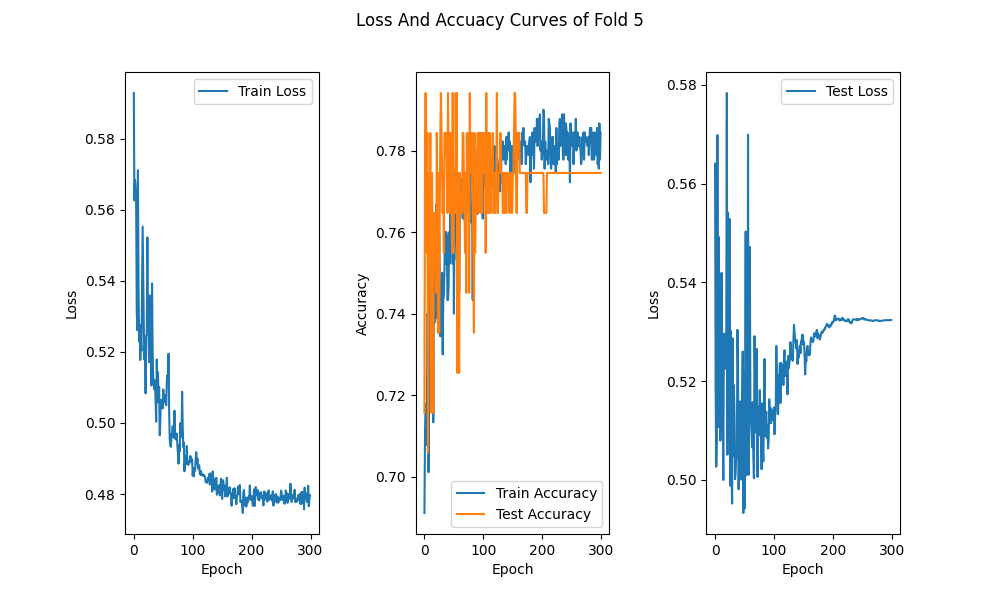 Loss And Accuacy Curves of Fold 5
Train Loss
0.58
0.56
0.54
0.52
0.50
0.48
Loss
0 100 200 300
Epoch
0.78
0.76
0.74
0.72
0.70
Accuracy
Train Accuracy
Test Accuracy
0 100 200 300
Epoch
Test Loss
0.58
0.56
0.54
0.52
0.50
Loss
0 100 200 300
Epoch